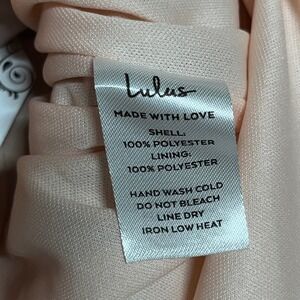 Lulus
MADE WITH LOVE
SHELL:
100% POLYESTER
LINING:
100% POLYESTER
HAND WASH COLD
DO NOT BLEACH
LINE DRY
IRON LOW HEAT